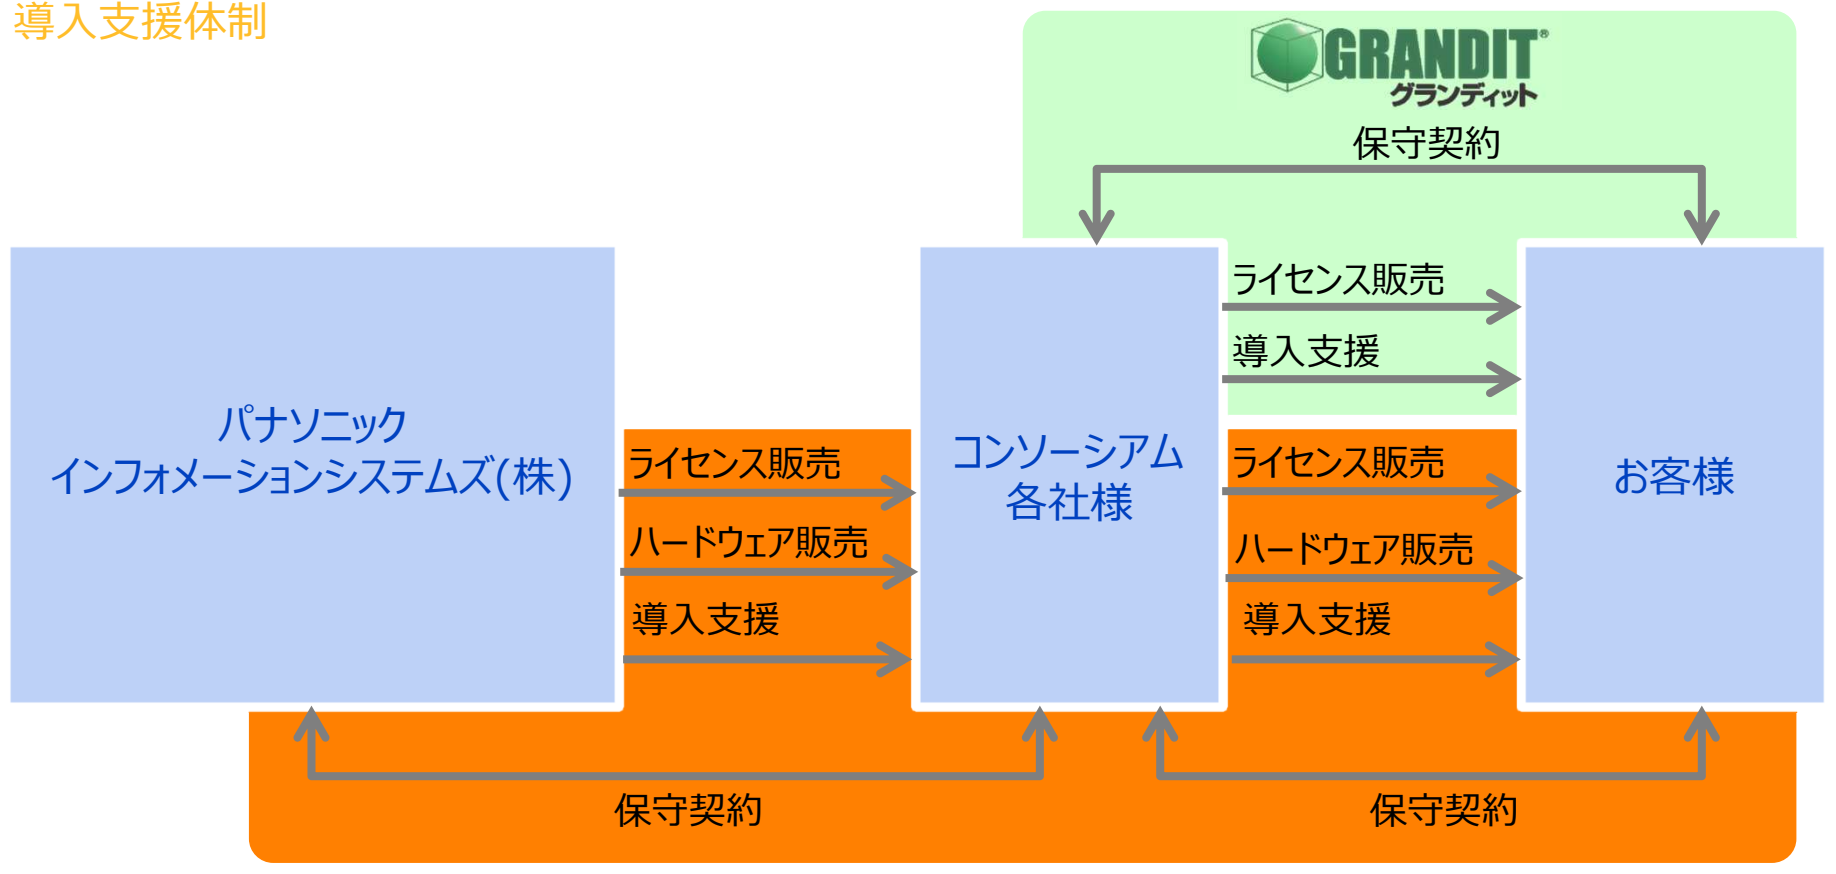 導入支援体制
GRANDIT®
グランディット
保守契約
ライセンス販売
導入支援
パナソニック
インフォメーションシステムズ(株)
ライセンス販売
ハードウェア販売
導入支援
コンソーシアム
各社様
ライセンス販売
ハードウェア販売
導入支援
お客様
保守契約
保守契約